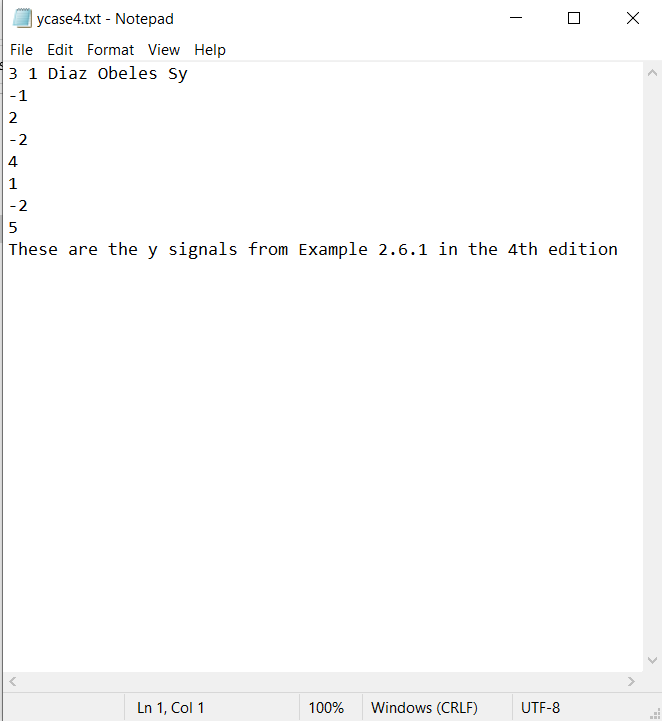 ycase4.txt - Notepad
File Edit Format View Help
3 1 Diaz Obeles Sy
-1
2
-2
4
1
-2
5
These are the y signals from Example 2.6.1 in the 4th edition
Ln 1, Col 1 100% Windows (CRLF) UTF-8